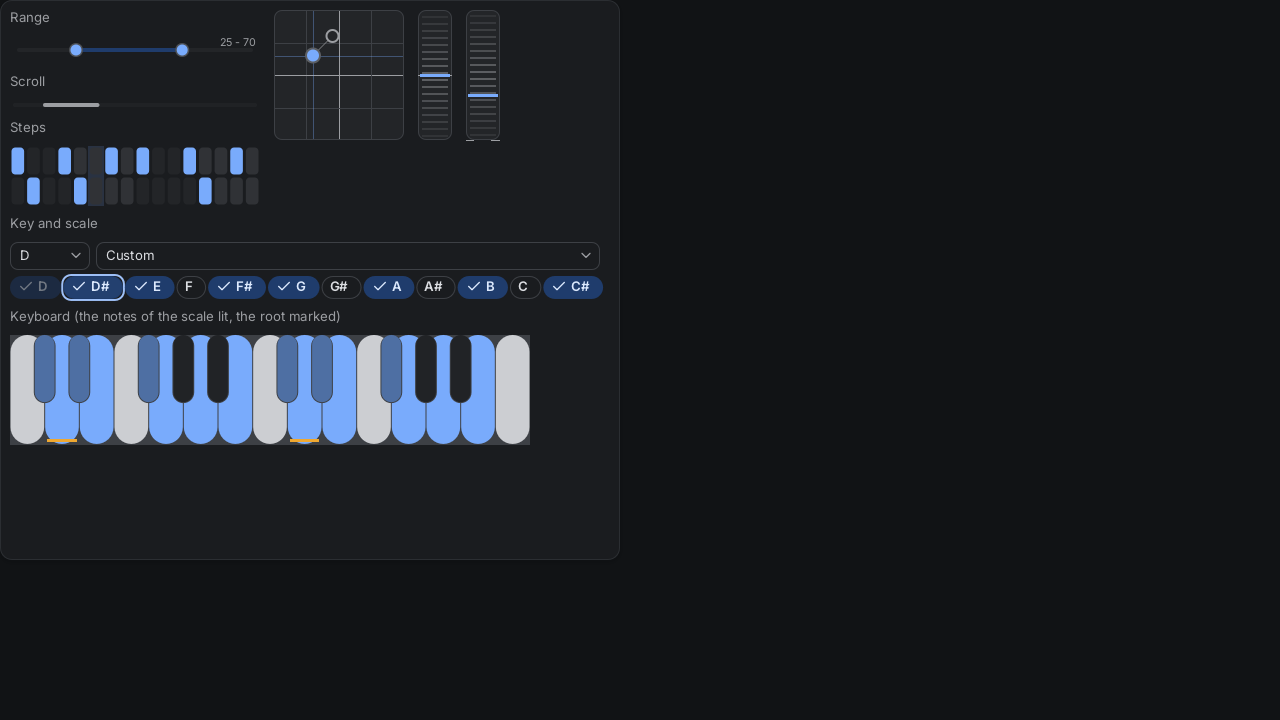 Range
25 - 70
Scroll
Steps
Key and scale
D Custom
D D# E F F# G G# A A# B C C#
Keyboard (the notes of the scale lit, the root marked)